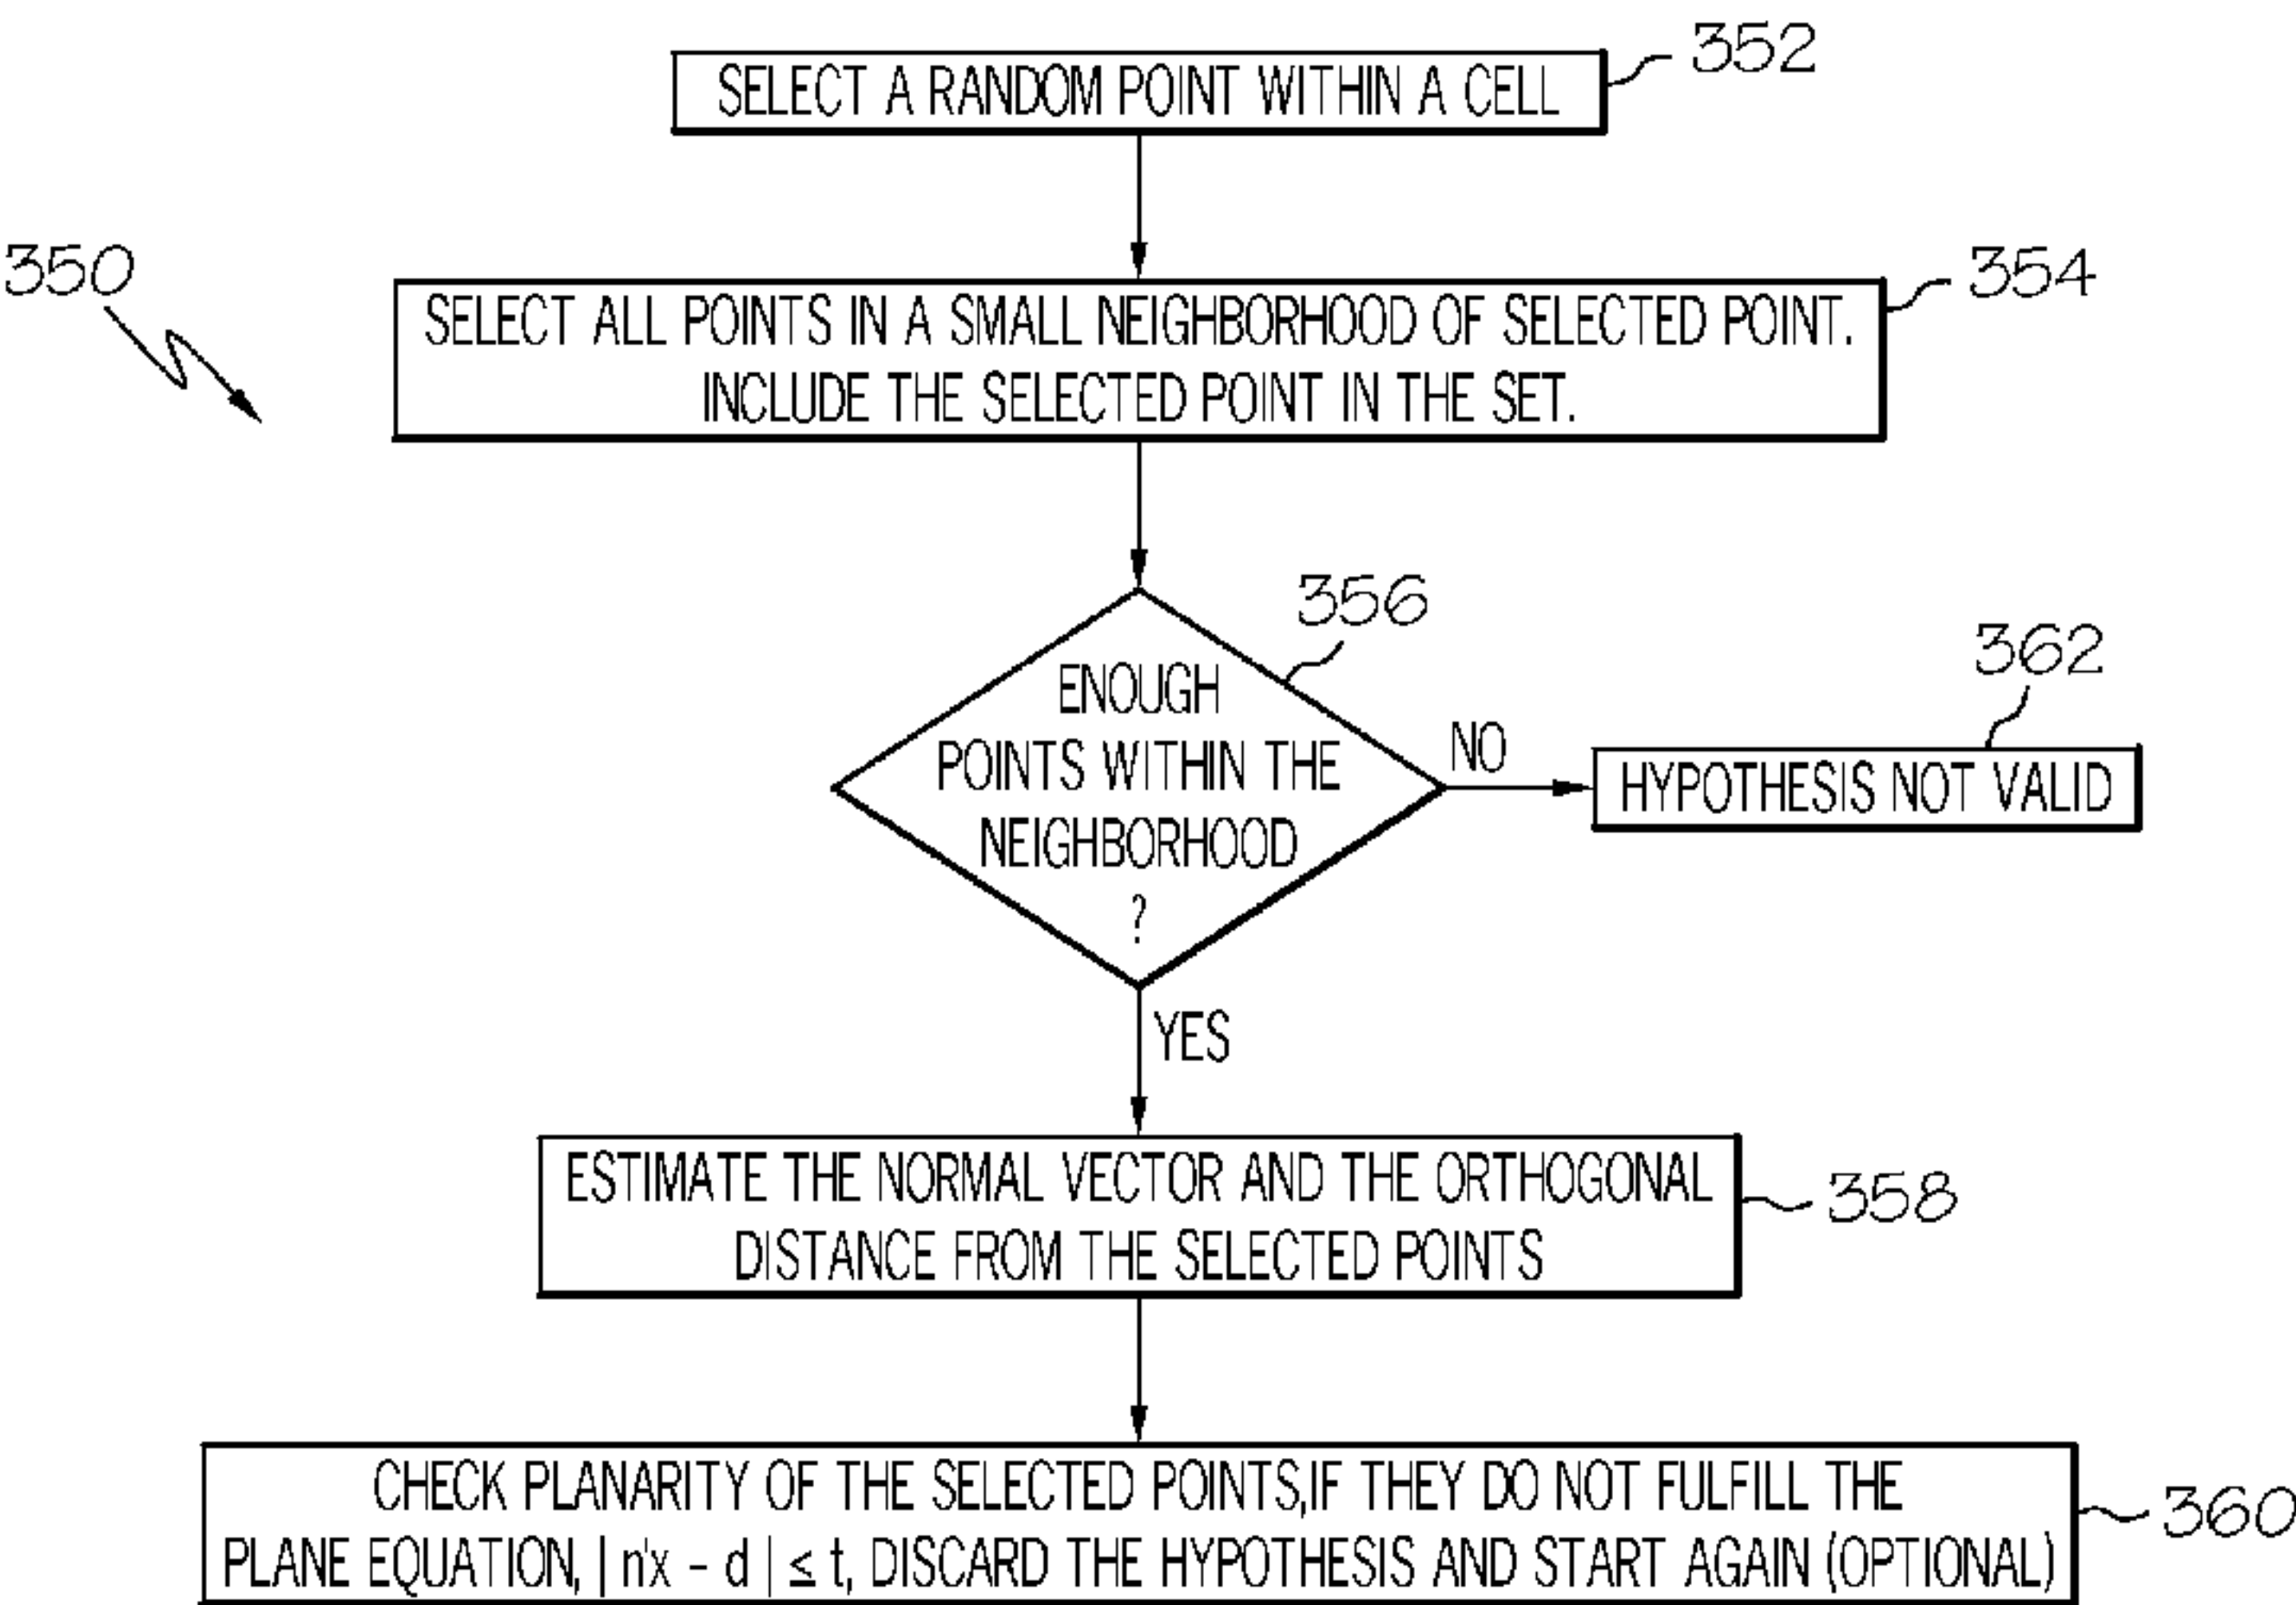 SELECT A RANDOM POINT WITHIN A CELL
352
350
SELECT ALL POINTS IN A SMALL NEIGHBORHOOD OF SELECTED POINT.
INCLUDE THE SELECTED POINT IN THE SET.
354
356
ENOUGH
POINTS WITHIN THE
NEIGHBORHOOD
?
NO
362
HYPOTHESIS NOT VALID
YES
ESTIMATE THE NORMAL VECTOR AND THE ORTHOGONAL
DISTANCE FROM THE SELECTED POINTS
358
CHECK PLANARITY OF THE SELECTED POINTS,IF THEY DO NOT FULFILL THE
PLANE EQUATION, | n'x - d | ≤ t, DISCARD THE HYPOTHESIS AND START AGAIN (OPTIONAL)
360